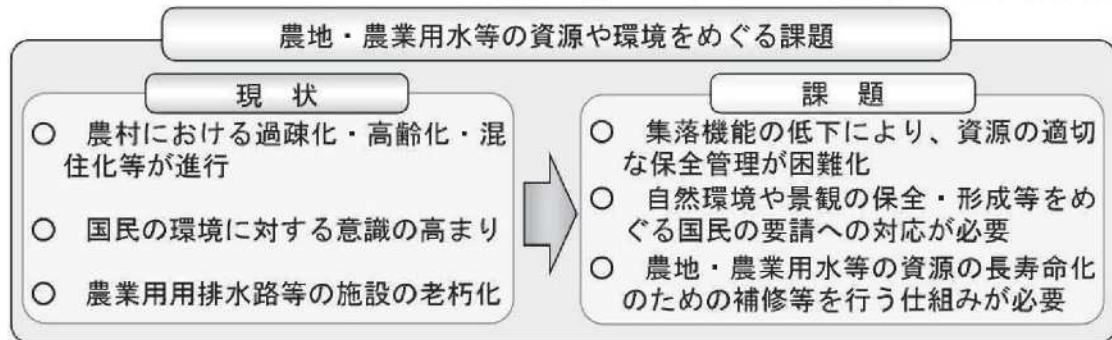 農地・農業用水等の資源や環境をめぐる課題
現 状
○ 農村における過疎化・高齢化・混
住化等が進行
○ 国民の環境に対する意識の高まり
○ 農業用用排水路等の施設の老朽化
課 題
○ 集落機能の低下により、資源の適切
な保全管理が困難化
○ 自然環境や景観の保全・形成等をめ
ぐる国民の要請への対応が必要
○ 農地・農業用水等の資源の長寿命化
のための補修等を行う仕組みが必要